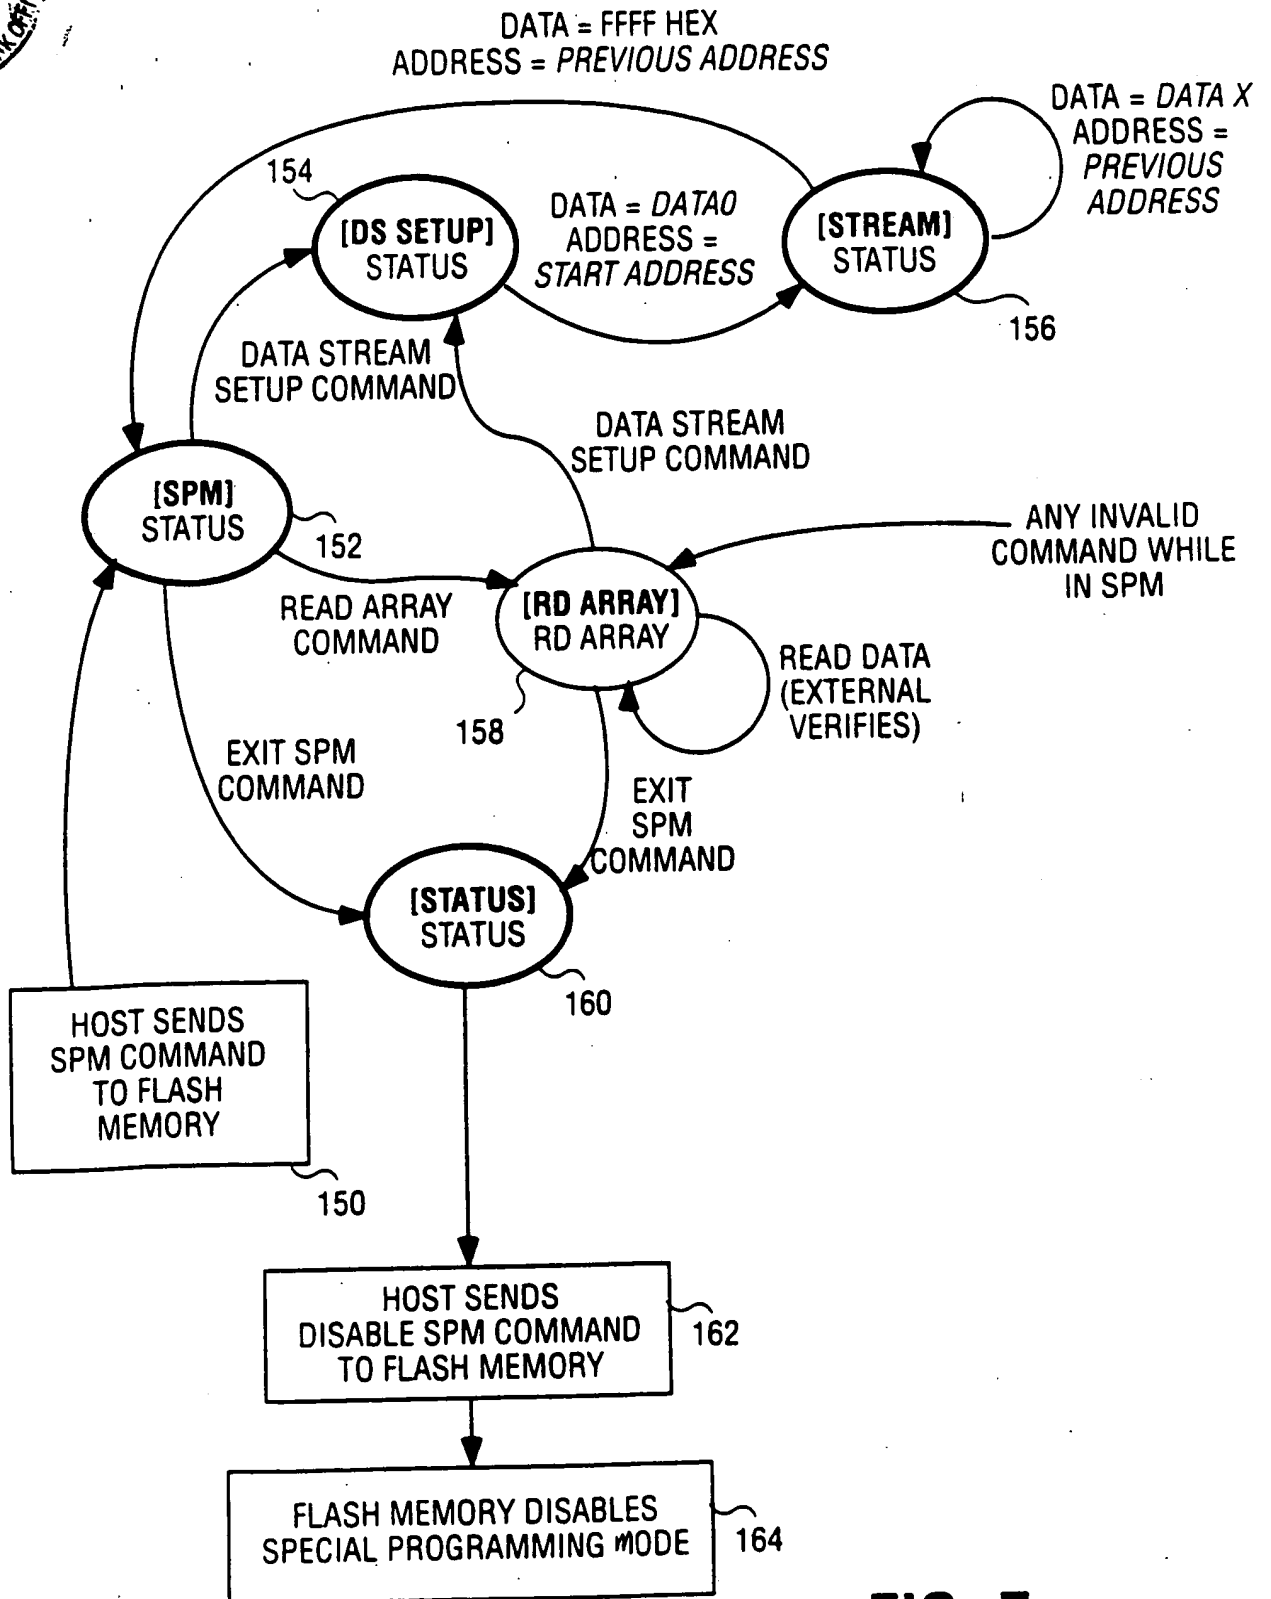 DATA = FFFF HEX
ADDRESS = PREVIOUS ADDRESS
DATA = DATA X
ADDRESS =
PREVIOUS
ADDRESS
154
[DS SETUP]
STATUS
DATA = DATA0
ADDRESS =
START ADDRESS
[STREAM]
STATUS
156
DATA STREAM
SETUP COMMAND
DATA STREAM
SETUP COMMAND
[SPM]
STATUS
152
ANY INVALID
COMMAND WHILE
IN SPM
READ ARRAY
COMMAND
[RD ARRAY]
RD ARRAY
158
READ DATA
(EXTERNAL
VERIFIES)
EXIT SPM
COMMAND
EXIT
SPM
COMMAND
[STATUS]
STATUS
160
HOST SENDS
SPM COMMAND
TO FLASH
MEMORY
150
HOST SENDS
DISABLE SPM COMMAND
TO FLASH MEMORY
162
FLASH MEMORY DISABLES
SPECIAL PROGRAMMING MODE
164